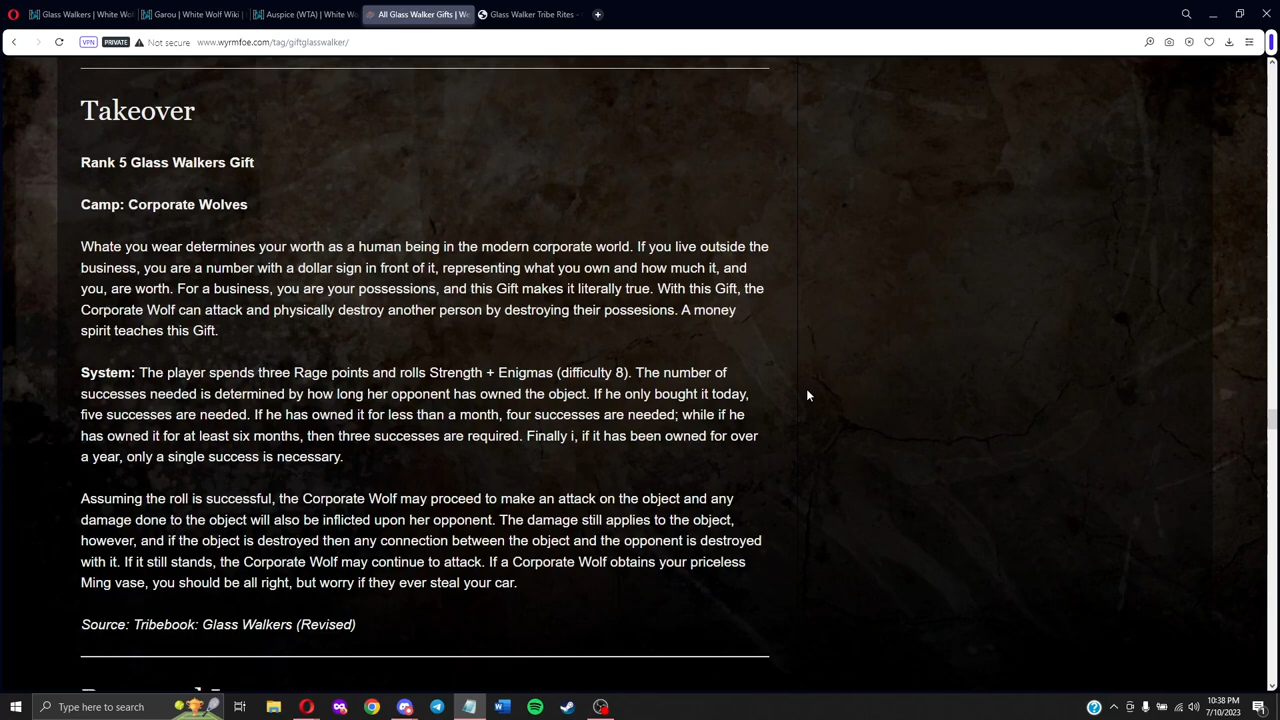 Glass Walkers | White Wol
Garou | White Wolf Wiki |
Auspice (WTA) | White Wo
All Glass Walker Gifts | We
Glass Walker Tribe Rites -
VPN
PRIVATE
Not secure
www.wyrmfoe.com/tag/giftglasswalker/
Takeover
Rank 5 Glass Walkers Gift
Camp: Corporate Wolves
Whate you wear determines your worth as a human being in the modern corporate world. If you live outside the
business, you are a number with a dollar sign in front of it, representing what you own and how much it, and
you, are worth. For a business, you are your possessions, and this Gift makes it literally true. With this Gift, the
Corporate Wolf can attack and physically destroy another person by destroying their possesions. A money
spirit teaches this Gift.
System: The player spends three Rage points and rolls Strength + Enigmas (difficulty 8). The number of
successes needed is determined by how long her opponent has owned the object. If he only bought it today,
five successes are needed. If he has owned it for less than a month, four successes are needed; while if he
has owned it for at least six months, then three successes are required. Finally i, if it has been owned for over
a year, only a single success is necessary.
Assuming the roll is successful, the Corporate Wolf may proceed to make an attack on the object and any
damage done to the object will also be inflicted upon her opponent. The damage still applies to the object,
however, and if the object is destroyed then any connection between the object and the opponent is destroyed
with it. If it still stands, the Corporate Wolf may continue to attack. If a Corporate Wolf obtains your priceless
Ming vase, you should be all right, but worry if they ever steal your car.
Source: Tribebook: Glass Walkers (Revised)
Type here to search
10:38 PM
7/10/2023